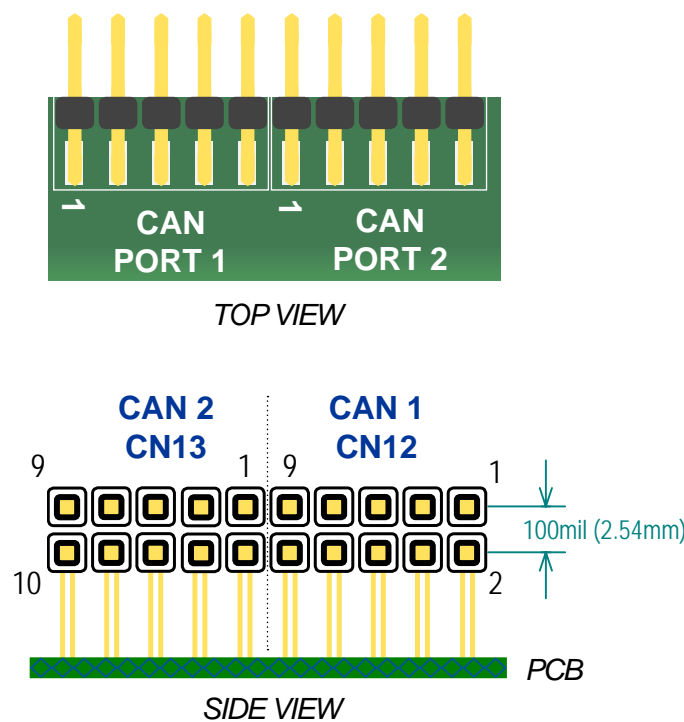 1 1
CAN PORT 1
CAN PORT 2
TOP VIEW
CAN 2 CN13
CAN 1 CN12
9 1 9 1
100mil (2.54mm)
10 2
PCB
SIDE VIEW